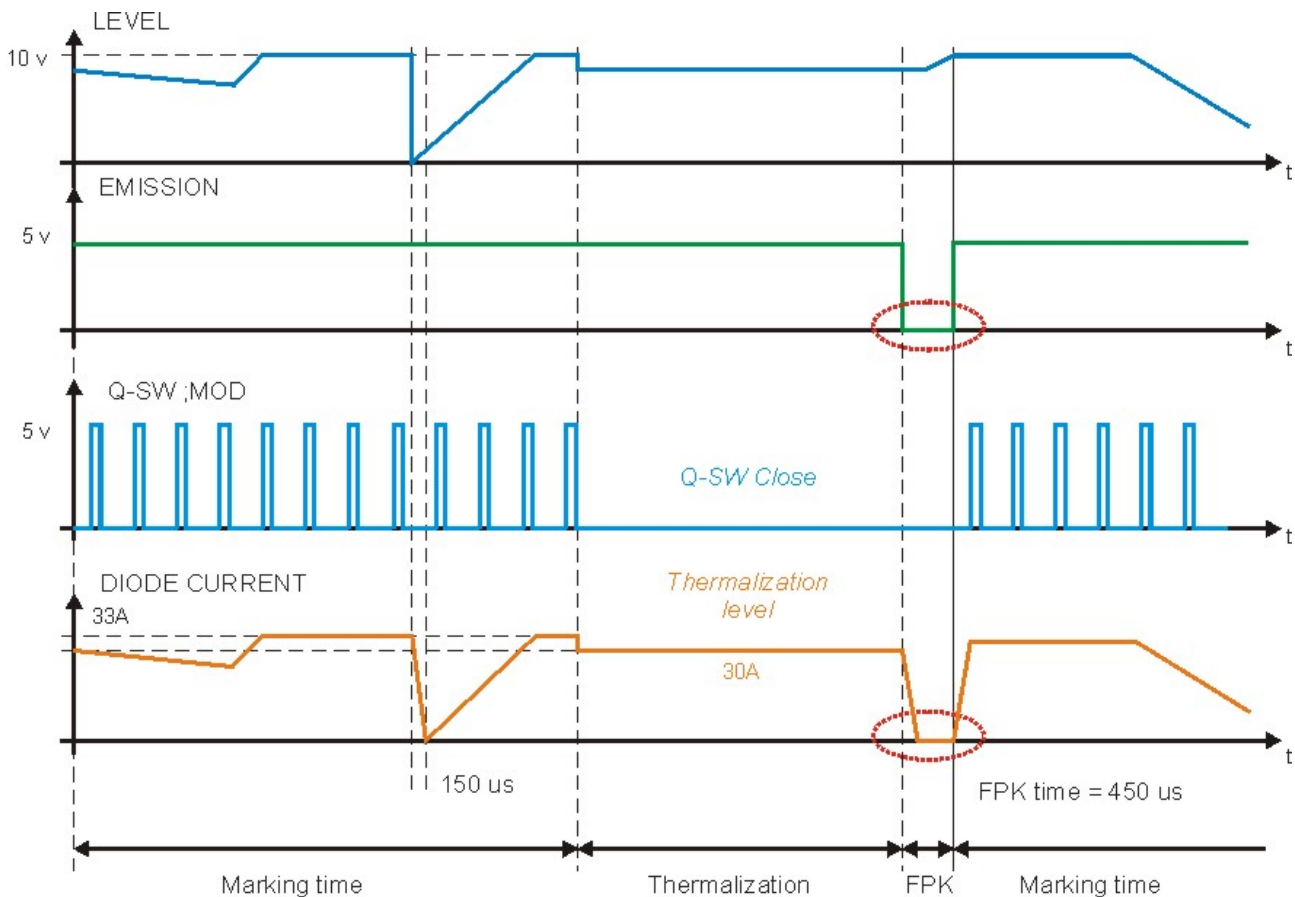 LEVEL
10 v
t
EMISSION
5 v
t
Q-SW ;MOD
5 v
Q-SW Close
t
DIODE CURRENT
Thermalization
level
33A
30A
t
150 us
FPK time = 450 us
Marking time
Thermalization
FPK
Marking time